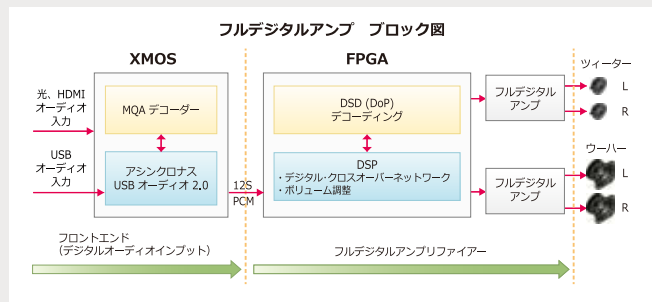 フルデジタルアンプ　ブロック図
XMOS
FPGA
光、HDMI
オーディオ
入力
MQA デコーダー
USB
オーディオ
入力
アシンクロナス
USB オーディオ 2.0
12S
PCM
DSD (DoP)
デコーディング
DSP
・デジタル・クロスオーバーネットワーク
・ボリューム調整
フルデジタル
アンプ
ツィーター
L
R
フルデジタル
アンプ
ウーハー
L
R
フロントエンド
（デジタルオーディオインプット）
フルデジタルアンプリファイアー